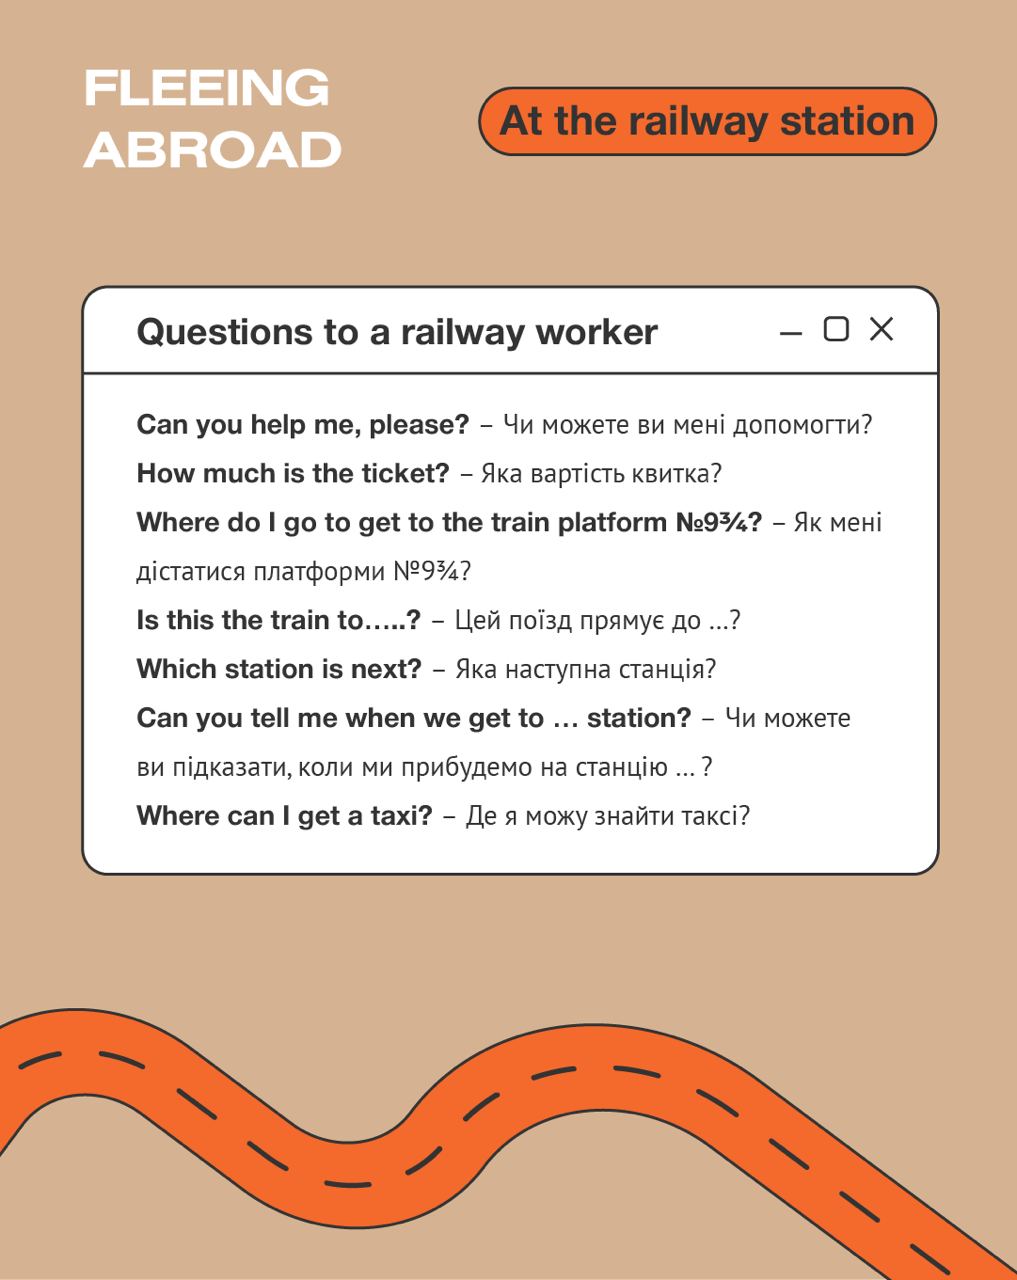 FLEEING
ABROAD
At the railway station
Questions to a railway worker
Can you help me, please? – Чи можете ви мені допомогти?
How much is the ticket? – Яка вартість квитка?
Where do I go to get to the train platform №9¾? – Як мені
дістатися платформи №9¾?
Is this the train to…..? – Цей поїзд прямує до ...?
Which station is next? – Яка наступна станція?
Can you tell me when we get to … station? – Чи можете
ви підказати, коли ми прибудемо на станцію ... ?
Where can I get a taxi? – Де я можу знайти таксі?